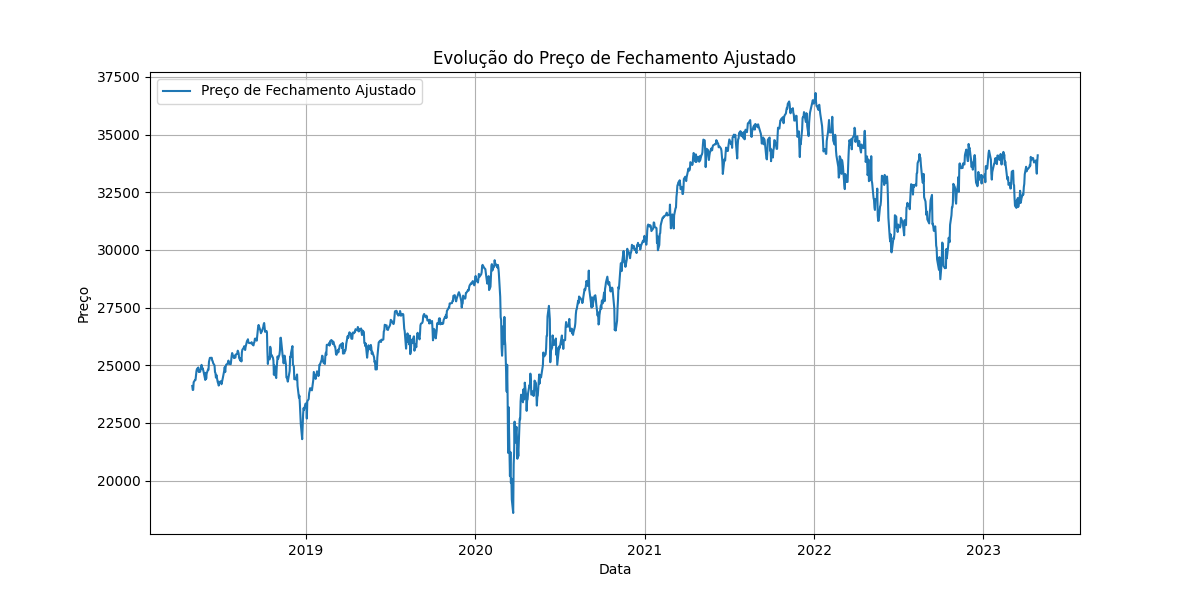 Evolução do Preço de Fechamento Ajustado
Preço de Fechamento Ajustado
37500
35000
32500
30000
27500
25000
22500
20000
Preço
2019 2020 2021 2022 2023
Data